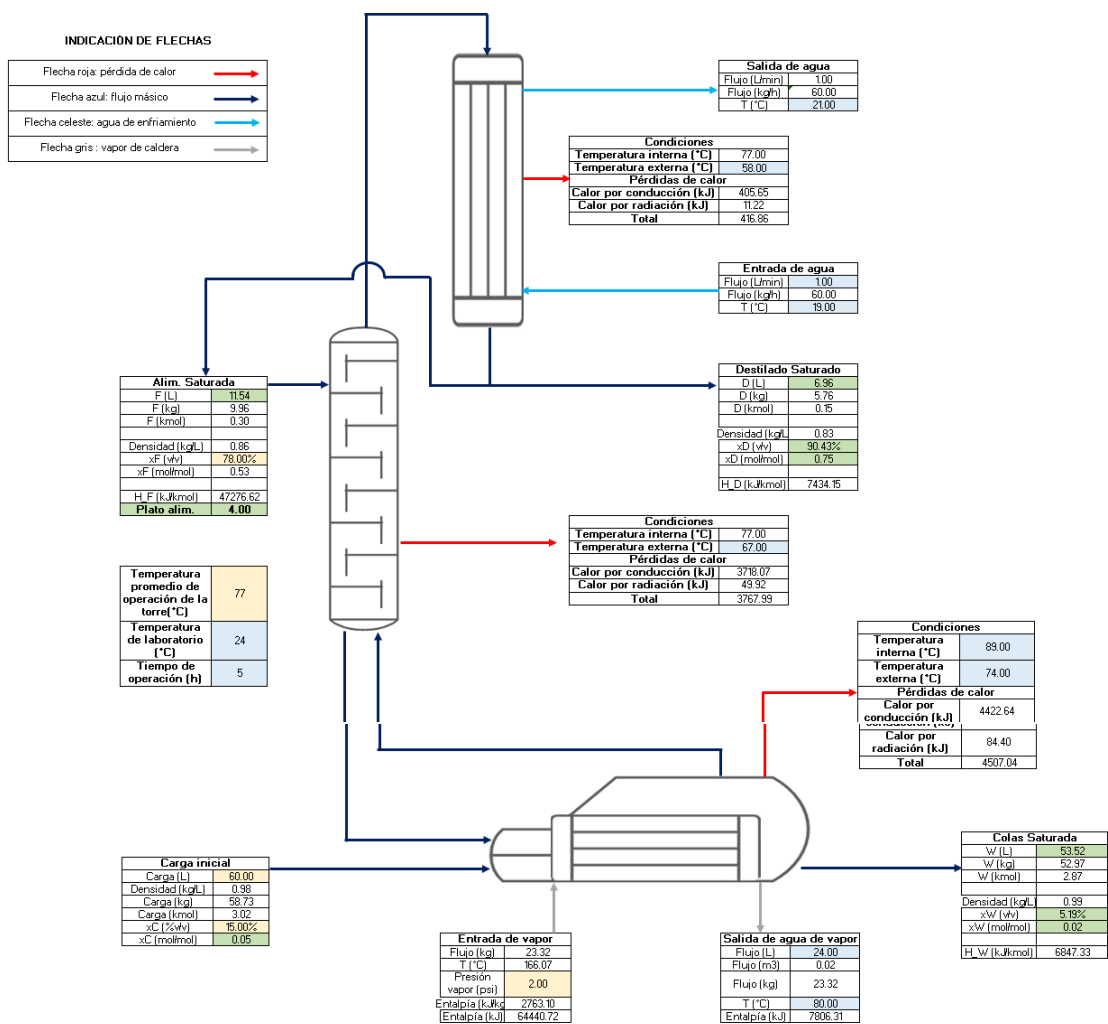 INDICACIÓN DE FLECHAS
Flecha roja: pérdida de calor
Flecha azul: flujo másico
Flecha celeste: agua de enfriamiento
Flecha gris : vapor de caldera
Salida de agua
Flujo (L/min) 1.00
Flujo (kg/h) 60.00
T (°C) 21.00
Condiciones
Temperatura interna (°C) 77.00
Temperatura externa (°C) 58.00
Pérdidas de calor
Calor por conducción (kJ) 405.65
Calor por radiación (kJ) 11.22
Total 416.86
Entrada de agua
Flujo (L/min) 1.00
Flujo (kg/h) 60.00
T (°C) 19.00
Alim. Saturada
F (L) 11.54
F (kg) 9.96
F (kmol) 0.30
Densidad (kg/L) 0.86
xF (v/v) 78.00%
xF (mol/mol) 0.53
H_F (kJ/kmol) 47276.62
Plato alim. 4.00
Destilado Saturado
D (L) 6.96
D (kg) 5.76
D (kmol) 0.15
Densidad (kg/L 0.83
xD (v/v) 90.43%
xD (mol/mol) 0.75
H_D (kJ/kmol) 7434.15
Condiciones
Temperatura interna (°C) 77.00
Temperatura externa (°C) 67.00
Pérdidas de calor
Calor por conducción (kJ) 3718.07
Calor por radiación (kJ) 49.92
Total 3767.99
Temperatura
promedio de
operación de la
torre(°C) 77
Temperatura
de laboratorio
(°C) 24
Tiempo de
operación (h) 5
Condiciones
Temperatura
interna (°C) 89.00
Temperatura
externa (°C) 74.00
Pérdidas de calor
Calor por
conducción (kJ) 4422.64
Calor por
radiación (kJ) 84.40
Total 4507.04
Carga inicial
Carga (L) 60.00
Densidad (kg/L) 0.98
Carga (kg) 58.73
Carga (kmol) 3.02
xC (%v/v) 15.00%
xC (mol/mol) 0.05
Colas Saturada
W (L) 53.52
W (kg) 52.97
W (kmol) 2.87
Densidad (kg/L) 0.99
xW (v/v) 5.19%
xW (mol/mol) 0.02
H_W (kJ/kmol) 6847.33
Entrada de vapor
Flujo (kg) 23.32
T (°C) 166.07
Presión
vapor (psi) 2.00
Entalpía (kJ/kg 2763.10
Entalpía (kJ) 64440.72
Salida de agua de vapor
Flujo (L) 24.00
Flujo (m3) 0.02
Flujo (kg) 23.32
T (°C) 80.00
Entalpía (kJ) 7806.31